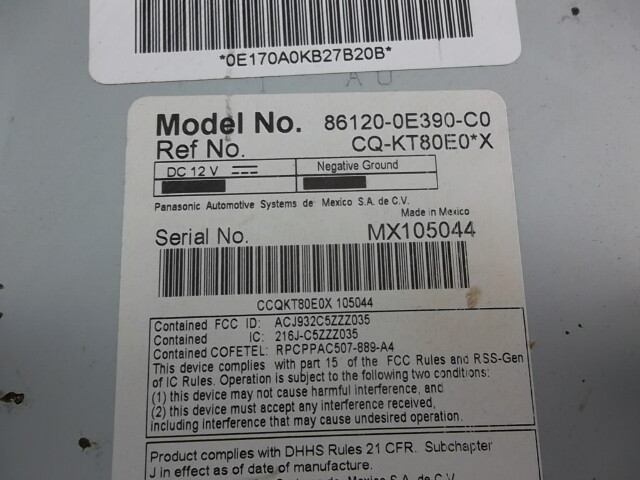 *0E170A0KB27B20B*
A 0
Model No. 86120-0E390-C0
Ref No. CQ-KT80E0*X
DC 12 V Negative Ground
Panasonic Automotive Systems de Mexico S.A. de C.V.
Made in Mexico
Serial No. MX105044
CCQKT80E0X 105044
Contained FCC ID: ACJ932C5ZZZ035
Contained IC: 216J-C5ZZZ035
Contained COFETEL: RPCPPAC507-889-A4
This device complies with part 15 of the FCC Rules and RSS-Gen
of IC Rules. Operation is subject to the following two conditions:
(1) this device may not cause harmful interference, and
(2) this device must accept any interference received,
including interference that may cause undesired operation.
Product complies with DHHS Rules 21 CFR. Subchapter
J in effect as of date of manufacture.
Systems de Mexico S.A. de C.V.